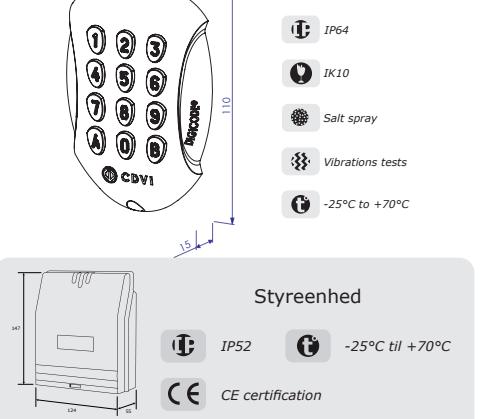 1 2 3
4 5 6
7 8 9
A 0 B
DIGICODE®
CDVI
110
15
IP64
IK10
Salt spray
Vibrations tests
-25°C to +70°C
Styreenhed
147
124
55
IP52
-25°C til +70°C
CE
CE certification